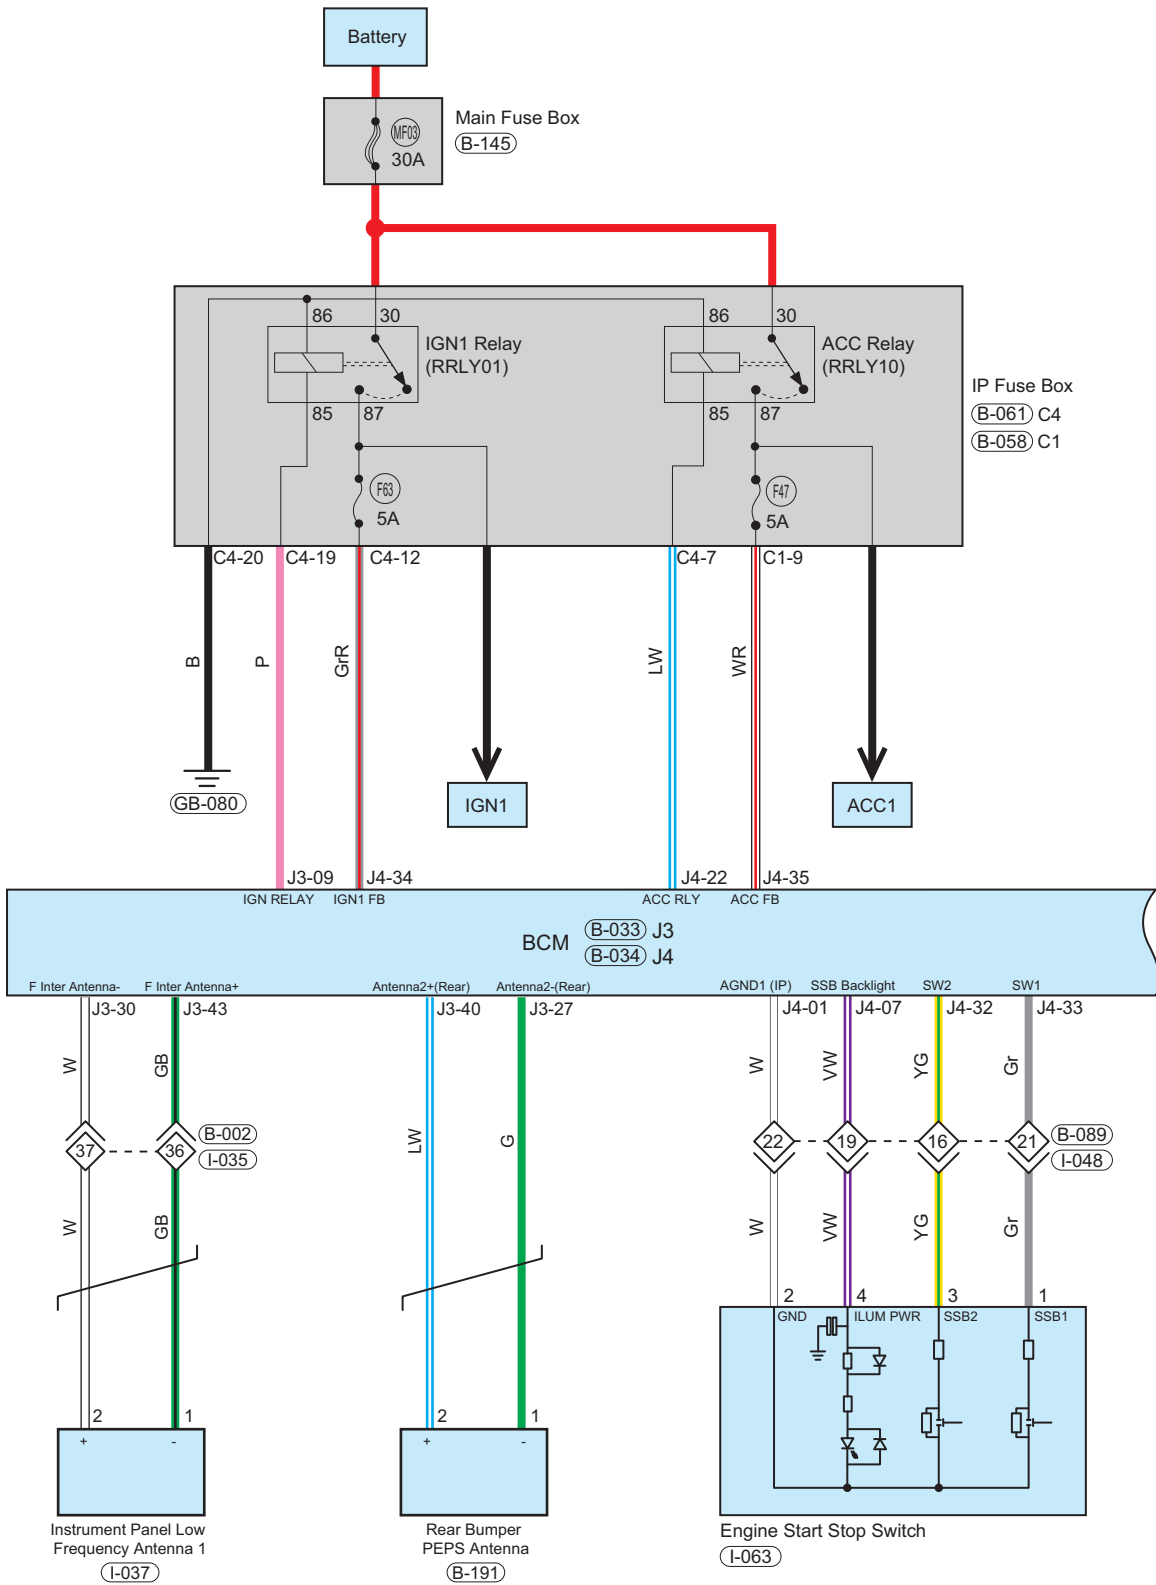 Battery
Main Fuse Box
B-145
MF03
30A
86 30
IGN1 Relay
(RRLY01)
85 87
86 30
ACC Relay
(RRLY10)
85 87
IP Fuse Box
B-061 C4
B-058 C1
F63
5A
F47
5A
C4-20 C4-19 C4-12 C4-7 C1-9
B P GrR LW WR
GB-080
IGN1
ACC1
J3-09 J4-34 J4-22 J4-35
IGN RELAY IGN1 FB ACC RLY ACC FB
BCM
B-033 J3
B-034 J4
F Inter Antenna- F Inter Antenna+ Antenna2+(Rear) Antenna2-(Rear) AGND1 (IP) SSB Backlight SW2 SW1
J3-30 J3-43 J3-40 J3-27 J4-01 J4-07 J4-32 J4-33
W GB W VW YG Gr
37 36
B-002
I-035
LW G
22 19 16 21
B-089
I-048
W GB W VW YG Gr
2 4 3 1
GND ILUM PWR SSB2 SSB1
2 1
+ -
2 1
+ -
Instrument Panel Low
Frequency Antenna 1
I-037
Rear Bumper
PEPS Antenna
B-191
Engine Start Stop Switch
I-063